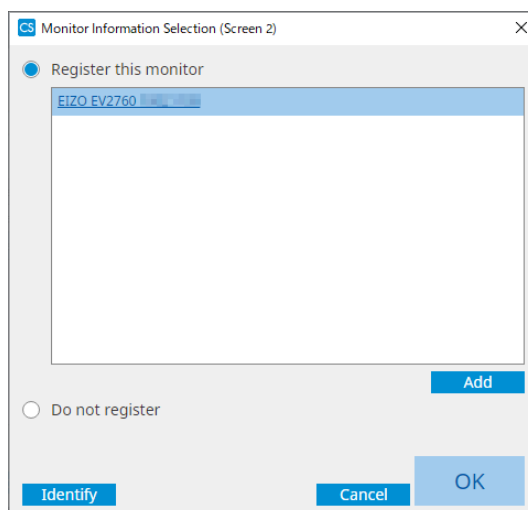 CS Monitor Information Selection (Screen 2)
Register this monitor
EIZO EV2760
Add
Do not register
OK
Identify
Cancel